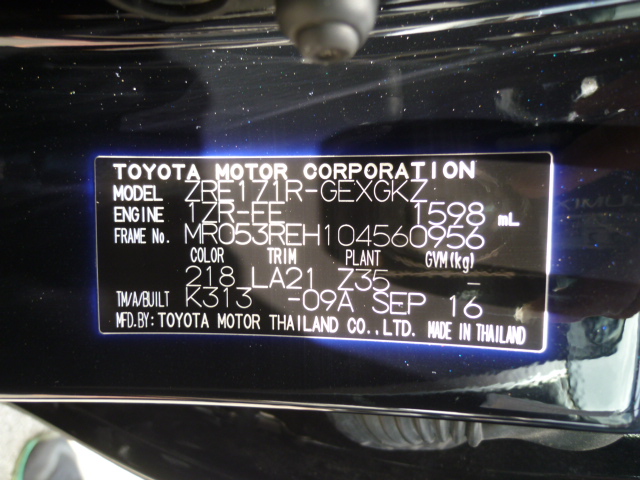 TOYOTA MOTOR CORPORATION
MODEL ZRE171R-GEXGKZ
ENGINE 1ZR-FE 1598 mL
FRAME No. MR053REH104560956
COLOR TRIM PLANT GVM(kg)
218 LA21 Z35 -
TM/A/BUILT K313 -09A SEP 16
MFD.BY: TOYOTA MOTOR THAILAND CO.,LTD. MADE IN THAILAND